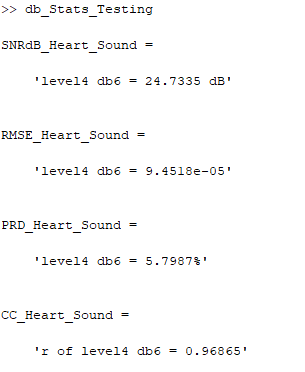 >> db_Stats_Testing
SNRdB_Heart_Sound =
'level4 db6 = 24.7335 dB'
RMSE_Heart_Sound =
'level4 db6 = 9.4518e-05'
PRD_Heart_Sound =
'level4 db6 = 5.7987%'
CC_Heart_Sound =
'r of level4 db6 = 0.96865'